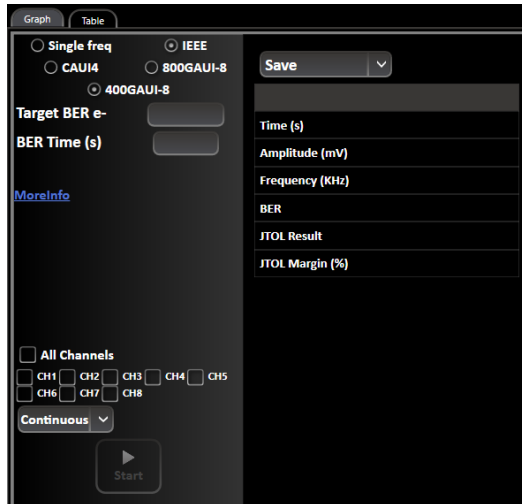 Graph Table
Single freq IEEE
CAUI4 800GAUI-8
400GAUI-8
Target BER e-
BER Time (s)
MoreInfo
All Channels
CH1 CH2 CH3 CH4 CH5
CH6 CH7 CH8
Continuous
Start
Save
Time (s)
Amplitude (mV)
Frequency (KHz)
BER
JTOL Result
JTOL Margin (%)